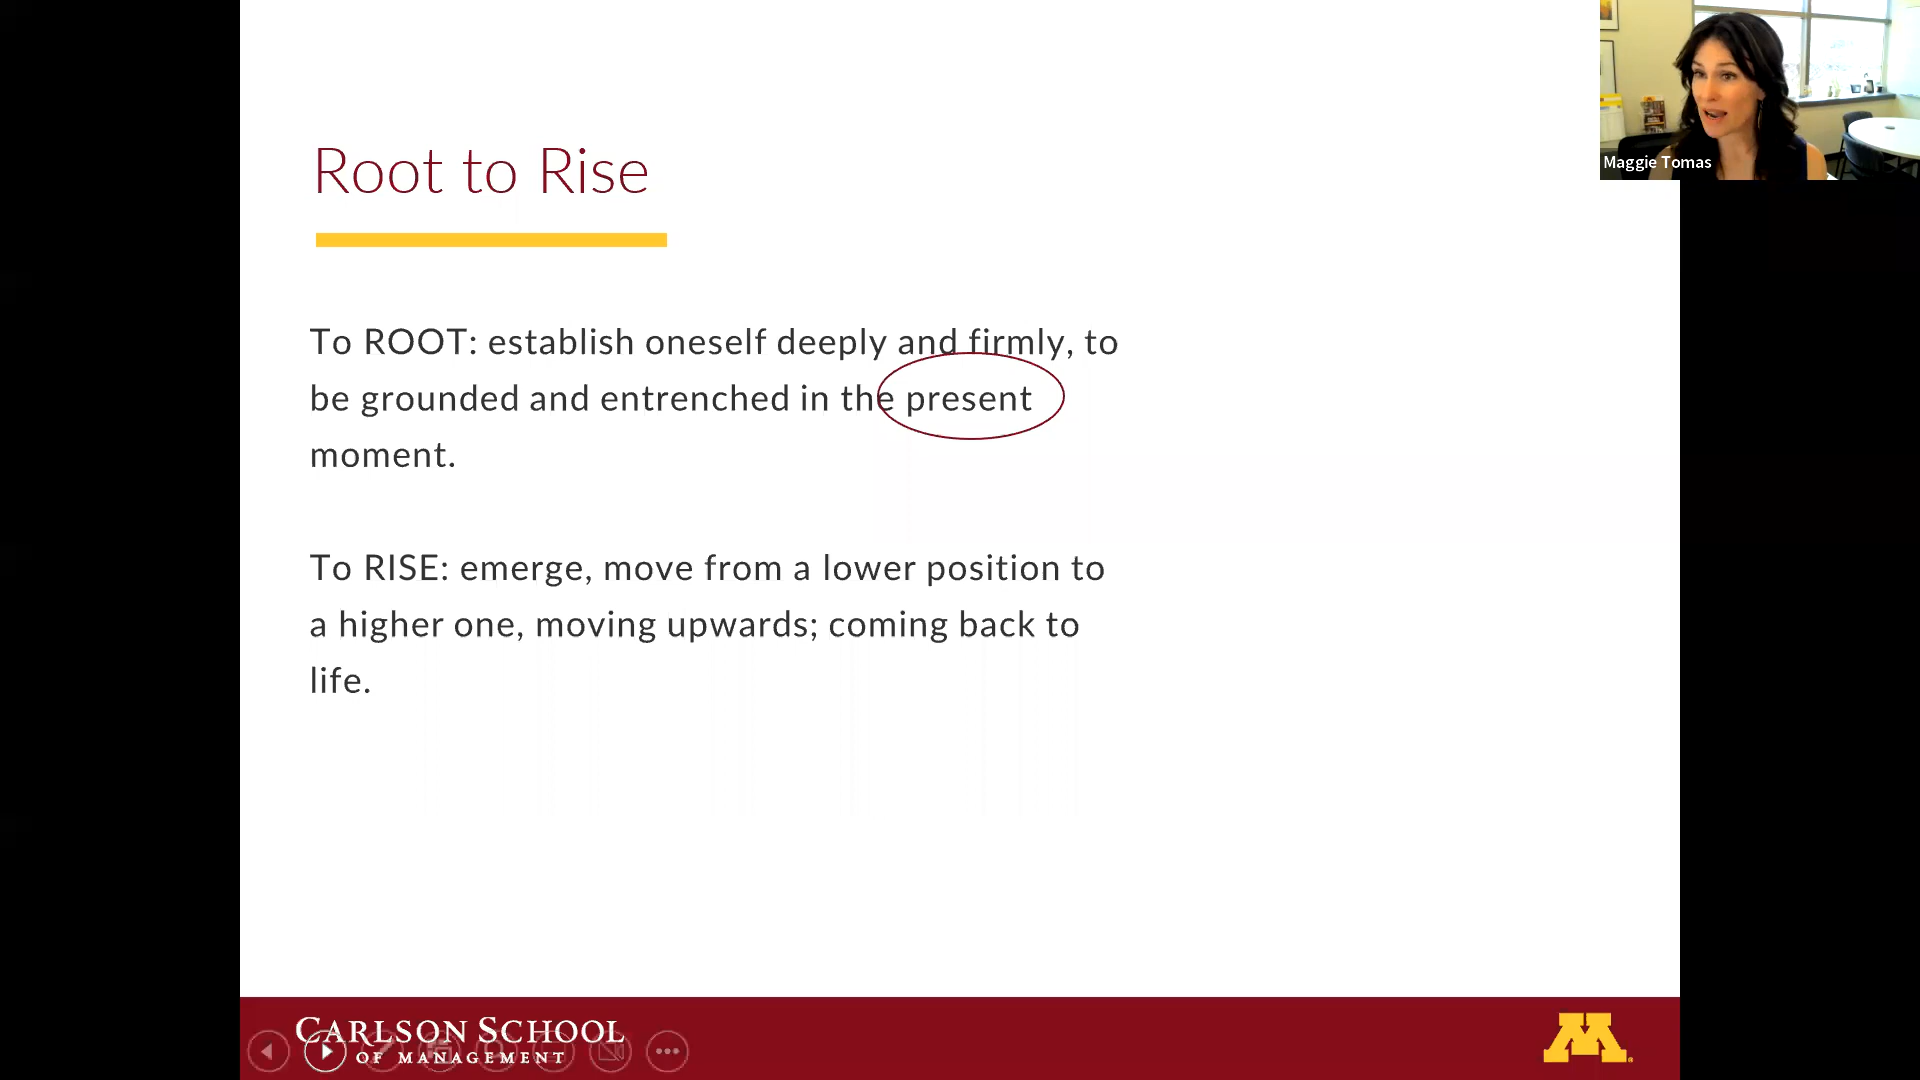 Maggie Tomas
Root to Rise
To ROOT: establish oneself deeply and firmly, to
be grounded and entrenched in the present
moment.
To RISE: emerge, move from a lower position to
a higher one, moving upwards; coming back to
life.
CARLSON SCHOOL
OF MANAGEMENT
M